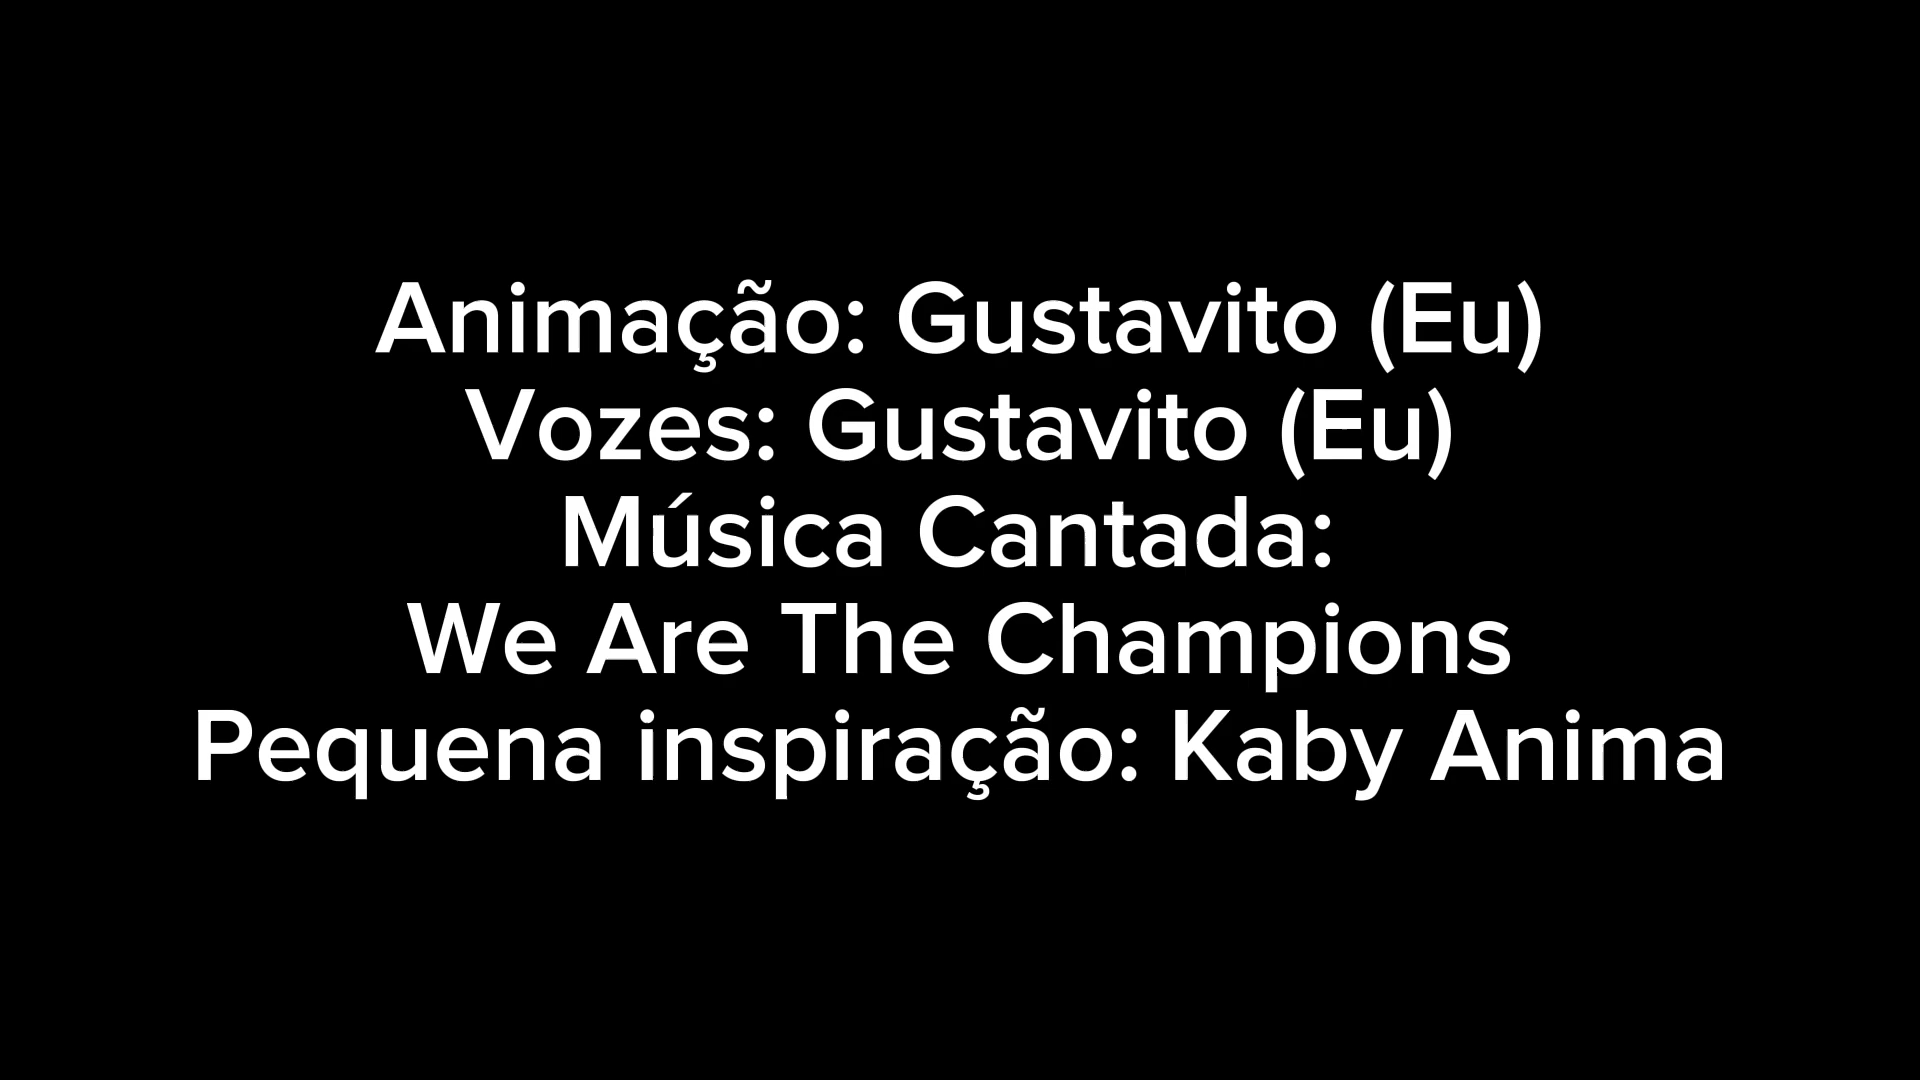 Animação: Gustavito (Eu)
Vozes: Gustavito (Eu)
Música Cantada:
We Are The Champions
Pequena inspiração: Kaby Anima